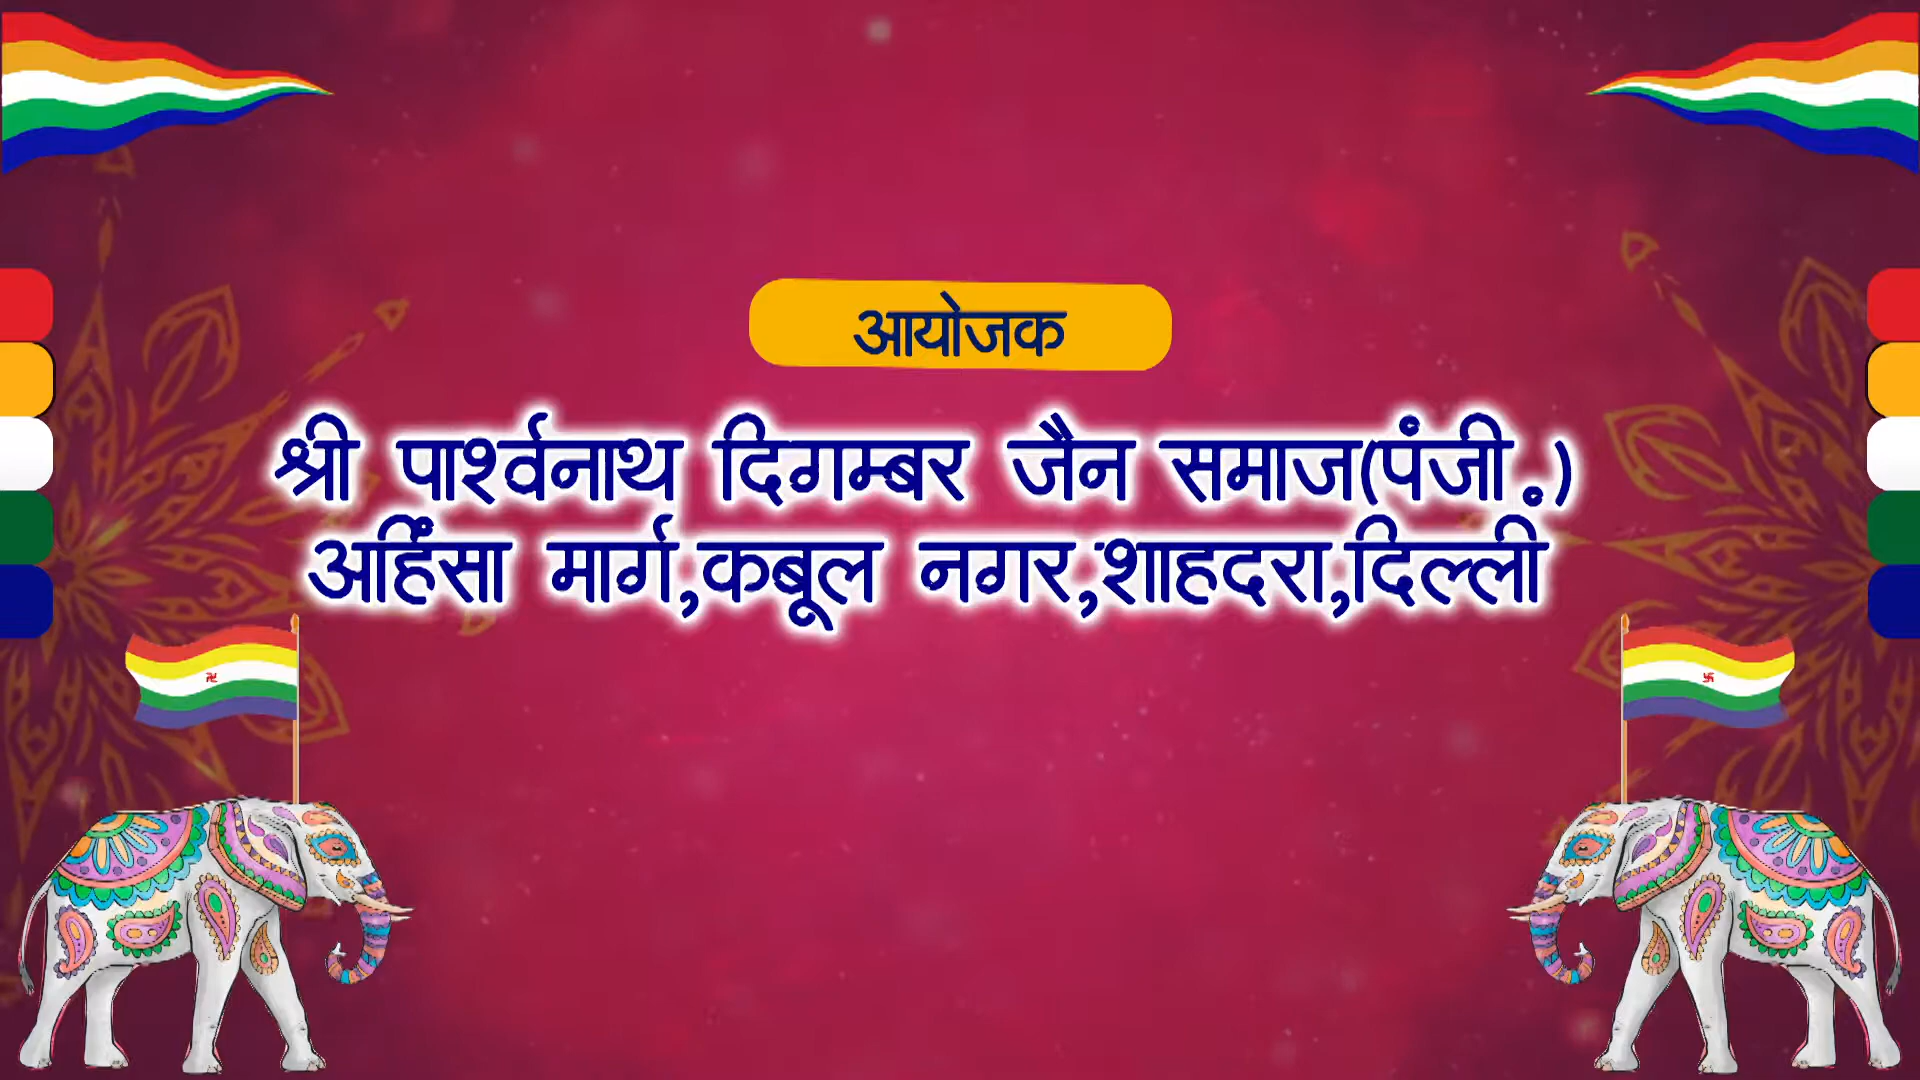 आयोजक
श्री पार्श्वनाथ दिगम्बर जैन समाज(पंजी.)
अहिंसा मार्ग,कबूल नगर,शाहदरा,दिल्लीं